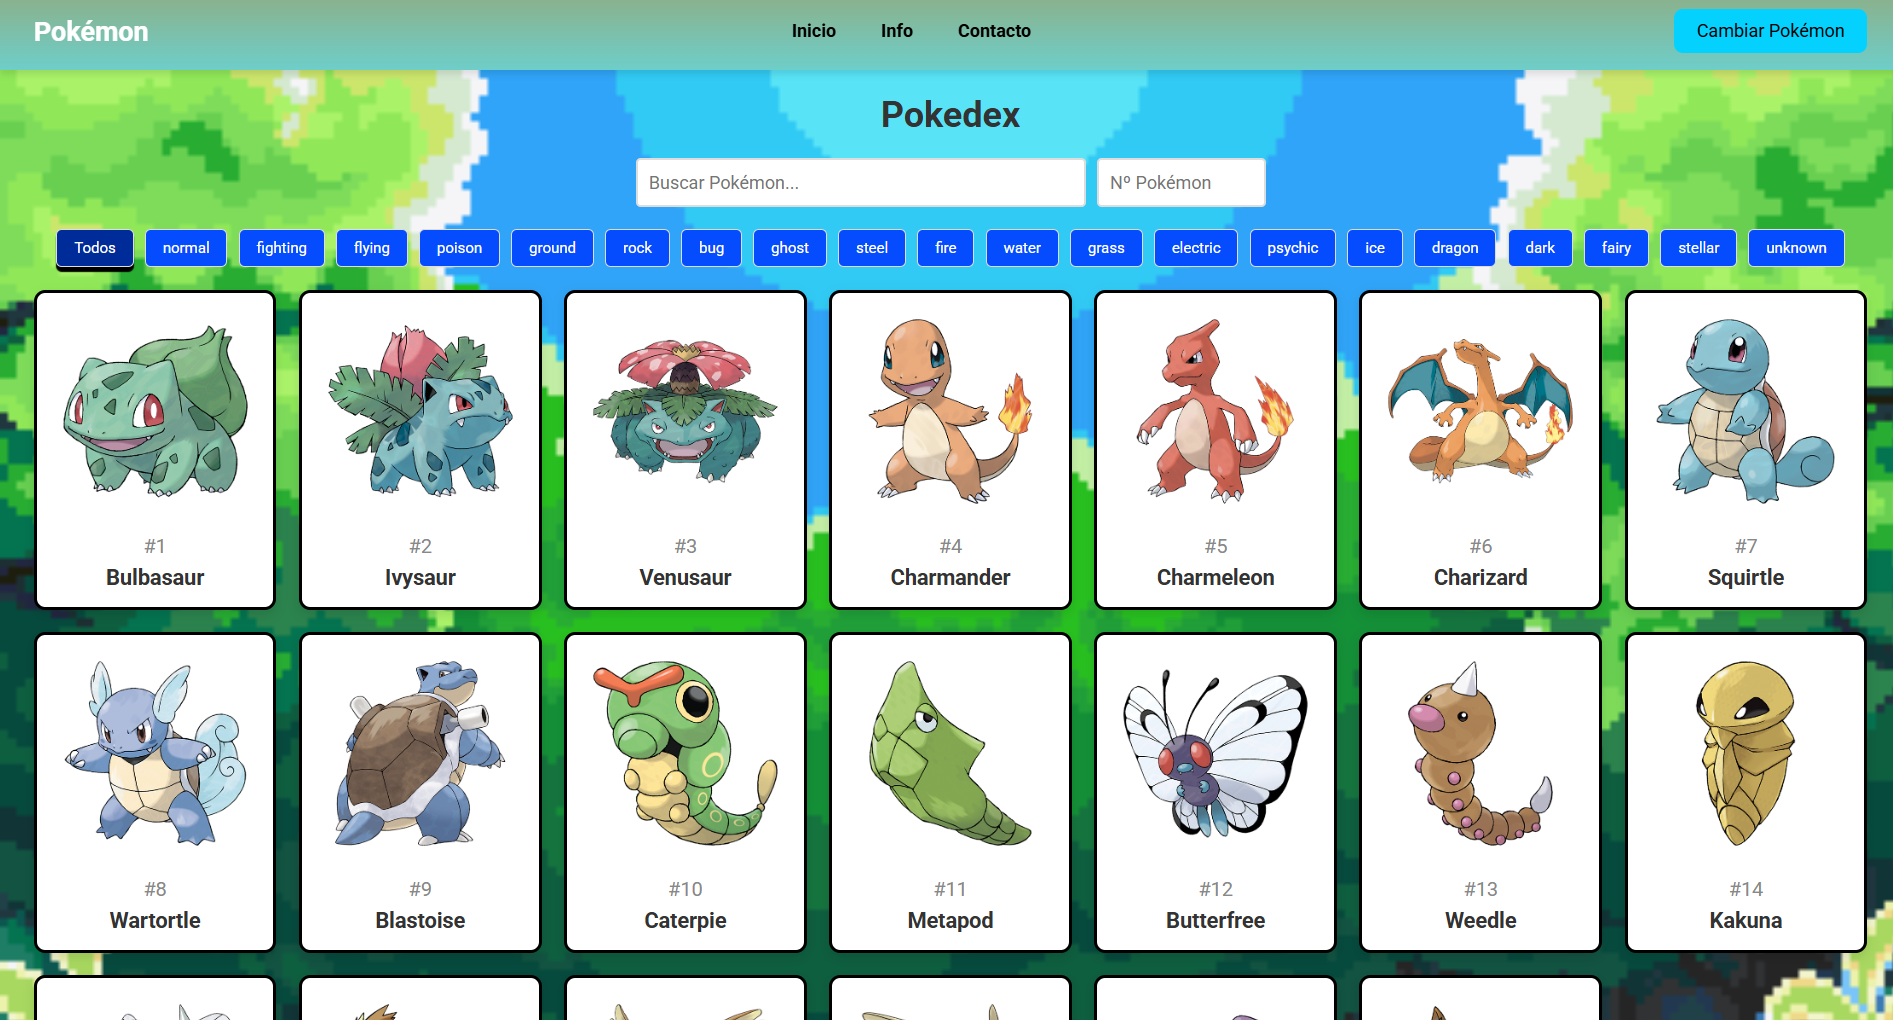 Pokémon
Inicio Info Contacto
Cambiar Pokémon
Pokedex
Buscar Pokémon... Nº Pokémon
Todos normal fighting flying poison ground rock bug ghost steel fire water grass electric psychic ice dragon dark fairy stellar unknown
#1 #2 #3 #4 #5 #6 #7
Bulbasaur Ivysaur Venusaur Charmander Charmeleon Charizard Squirtle
#8 #9 #10 #11 #12 #13 #14
Wartortle Blastoise Caterpie Metapod Butterfree Weedle Kakuna